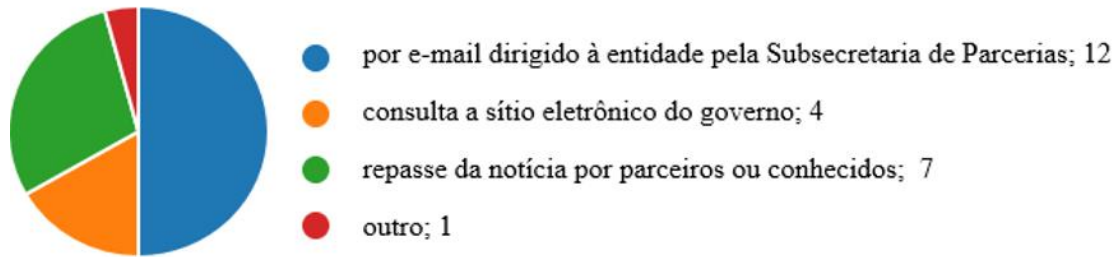 por e-mail dirigido à entidade pela Subsecretaria de Parcerias; 12
consulta a sítio eletrônico do governo; 4
repasse da notícia por parceiros ou conhecidos; 7
outro; 1